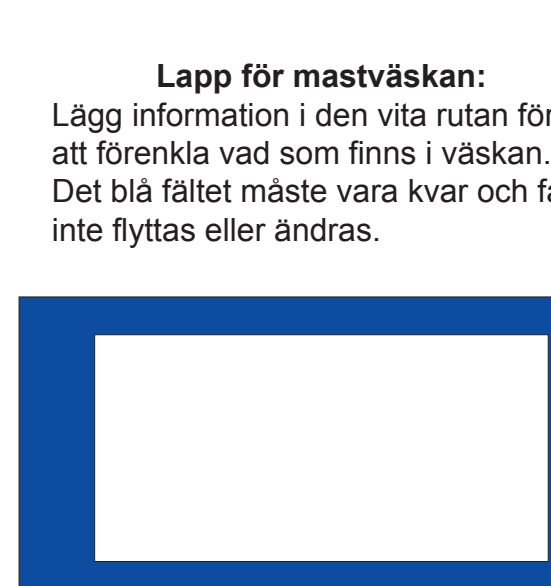 Lapp för mastväskan:
Lägg information i den vita rutan för
att förenkla vad som finns i väskan.
Det blå fältet måste vara kvar och
inte flyttas eller ändras.